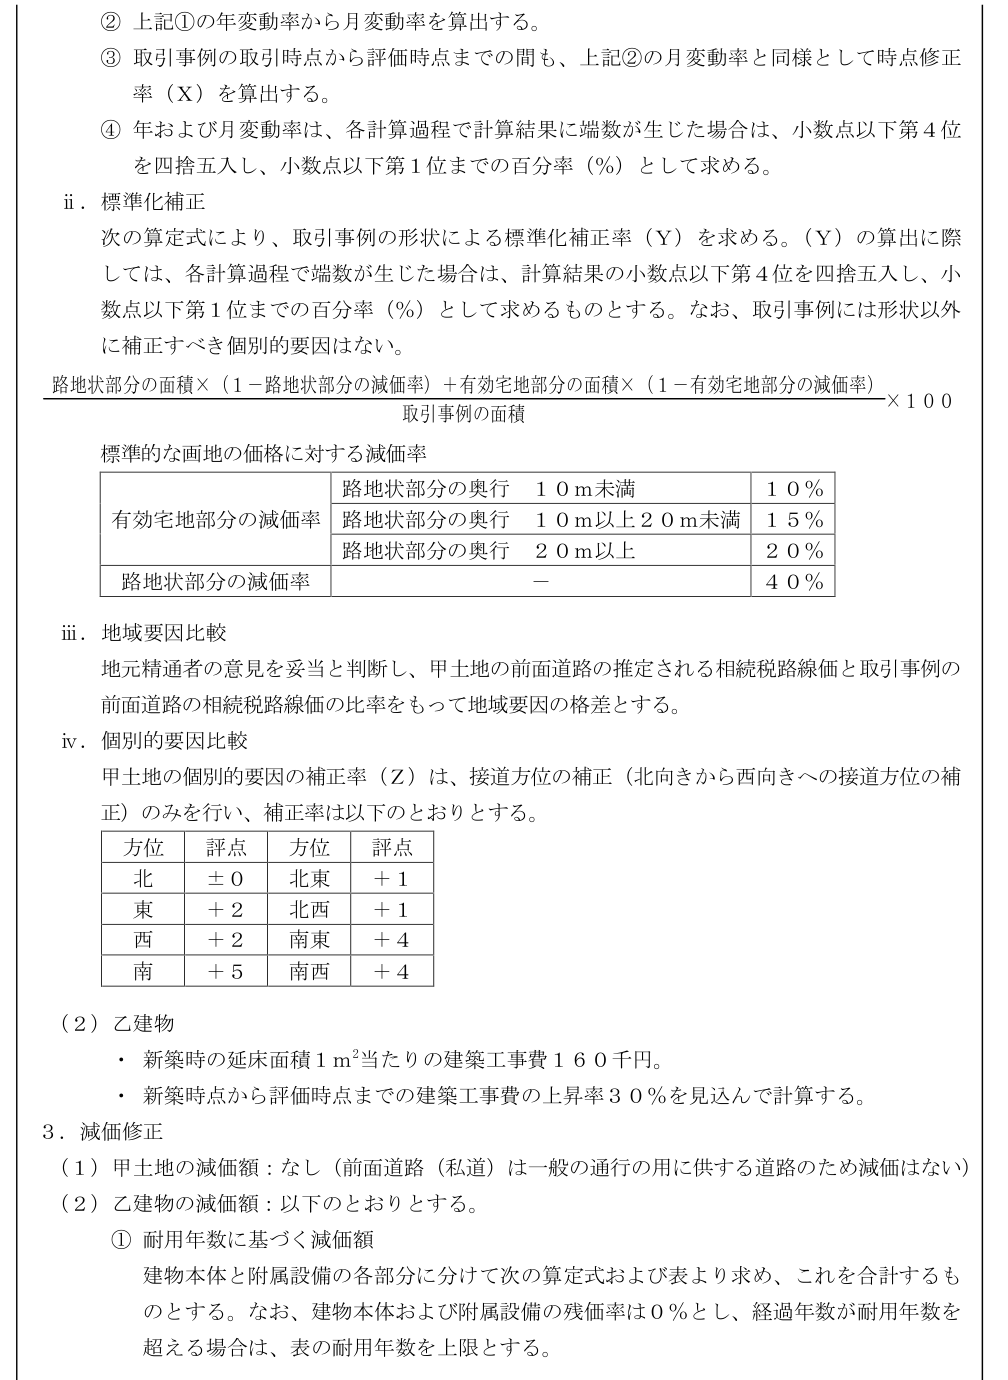 ② 上記①の年変動率から月変動率を算出する。
③ 取引事例の取引時点から評価時点までの間も、上記②の月変動率と同様として時点修正
率（Ｘ）を算出する。
④ 年および月変動率は、各計算過程で計算結果に端数が生じた場合は、小数点以下第４位
を四捨五入し、小数点以下第１位までの百分率（％）として求める。
ⅱ．標準化補正
次の算定式により、取引事例の形状による標準化補正率（Ｙ）を求める。（Ｙ）の算出に際
しては、各計算過程で端数が生じた場合は、計算結果の小数点以下第４位を四捨五入し、小
数点以下第１位までの百分率（％）として求めるものとする。なお、取引事例には形状以外
に補正すべき個別的要因はない。
路地状部分の面積×（１－路地状部分の減価率）＋有効宅地部分の面積×（１－有効宅地部分の減価率）
取引事例の面積
×１００
標準的な画地の価格に対する減価率
有効宅地部分の減価率 路地状部分の奥行　１０ｍ未満 １０％
路地状部分の奥行　１０ｍ以上２０ｍ未満 １５％
路地状部分の奥行　２０ｍ以上 ２０％
路地状部分の減価率 － ４０％
ⅲ．地域要因比較
地元精通者の意見を妥当と判断し、甲土地の前面道路の推定される相続税路線価と取引事例の
前面道路の相続税路線価の比率をもって地域要因の格差とする。
ⅳ．個別的要因比較
甲土地の個別的要因の補正率（Ｚ）は、接道方位の補正（北向きから西向きへの接道方位の補
正）のみを行い、補正率は以下のとおりとする。
方位 評点 方位 評点
北 ±０ 北東 ＋１
東 ＋２ 北西 ＋１
西 ＋２ 南東 ＋４
南 ＋５ 南西 ＋４
（２）乙建物
・ 新築時の延床面積１ｍ²当たりの建築工事費１６０千円。
・ 新築時点から評価時点までの建築工事費の上昇率３０％を見込んで計算する。
３．減価修正
（１）甲土地の減価額：なし（前面道路（私道）は一般の通行の用に供する道路のため減価はない）
（２）乙建物の減価額：以下のとおりとする。
① 耐用年数に基づく減価額
建物本体と附属設備の各部分に分けて次の算定式および表より求め、これを合計するも
のとする。なお、建物本体および附属設備の残価率は０％とし、経過年数が耐用年数を
超える場合は、表の耐用年数を上限とする。